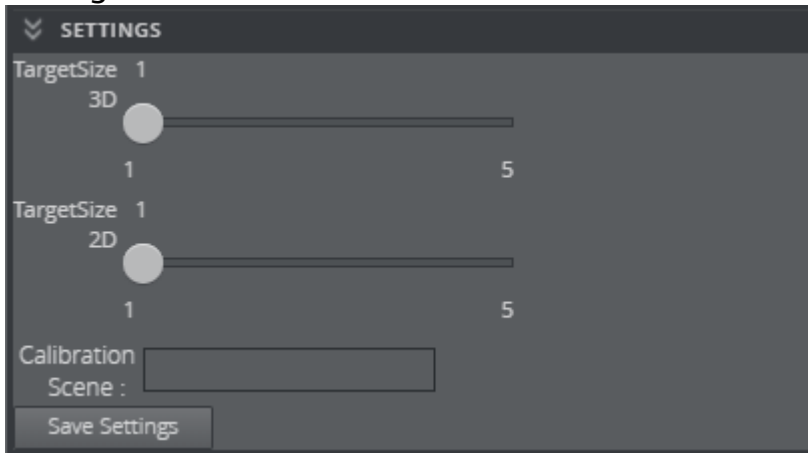 SETTINGS
TargetSize 1
3D
1 5
TargetSize 1
2D
1 5
Calibration
Scene :
Save Settings